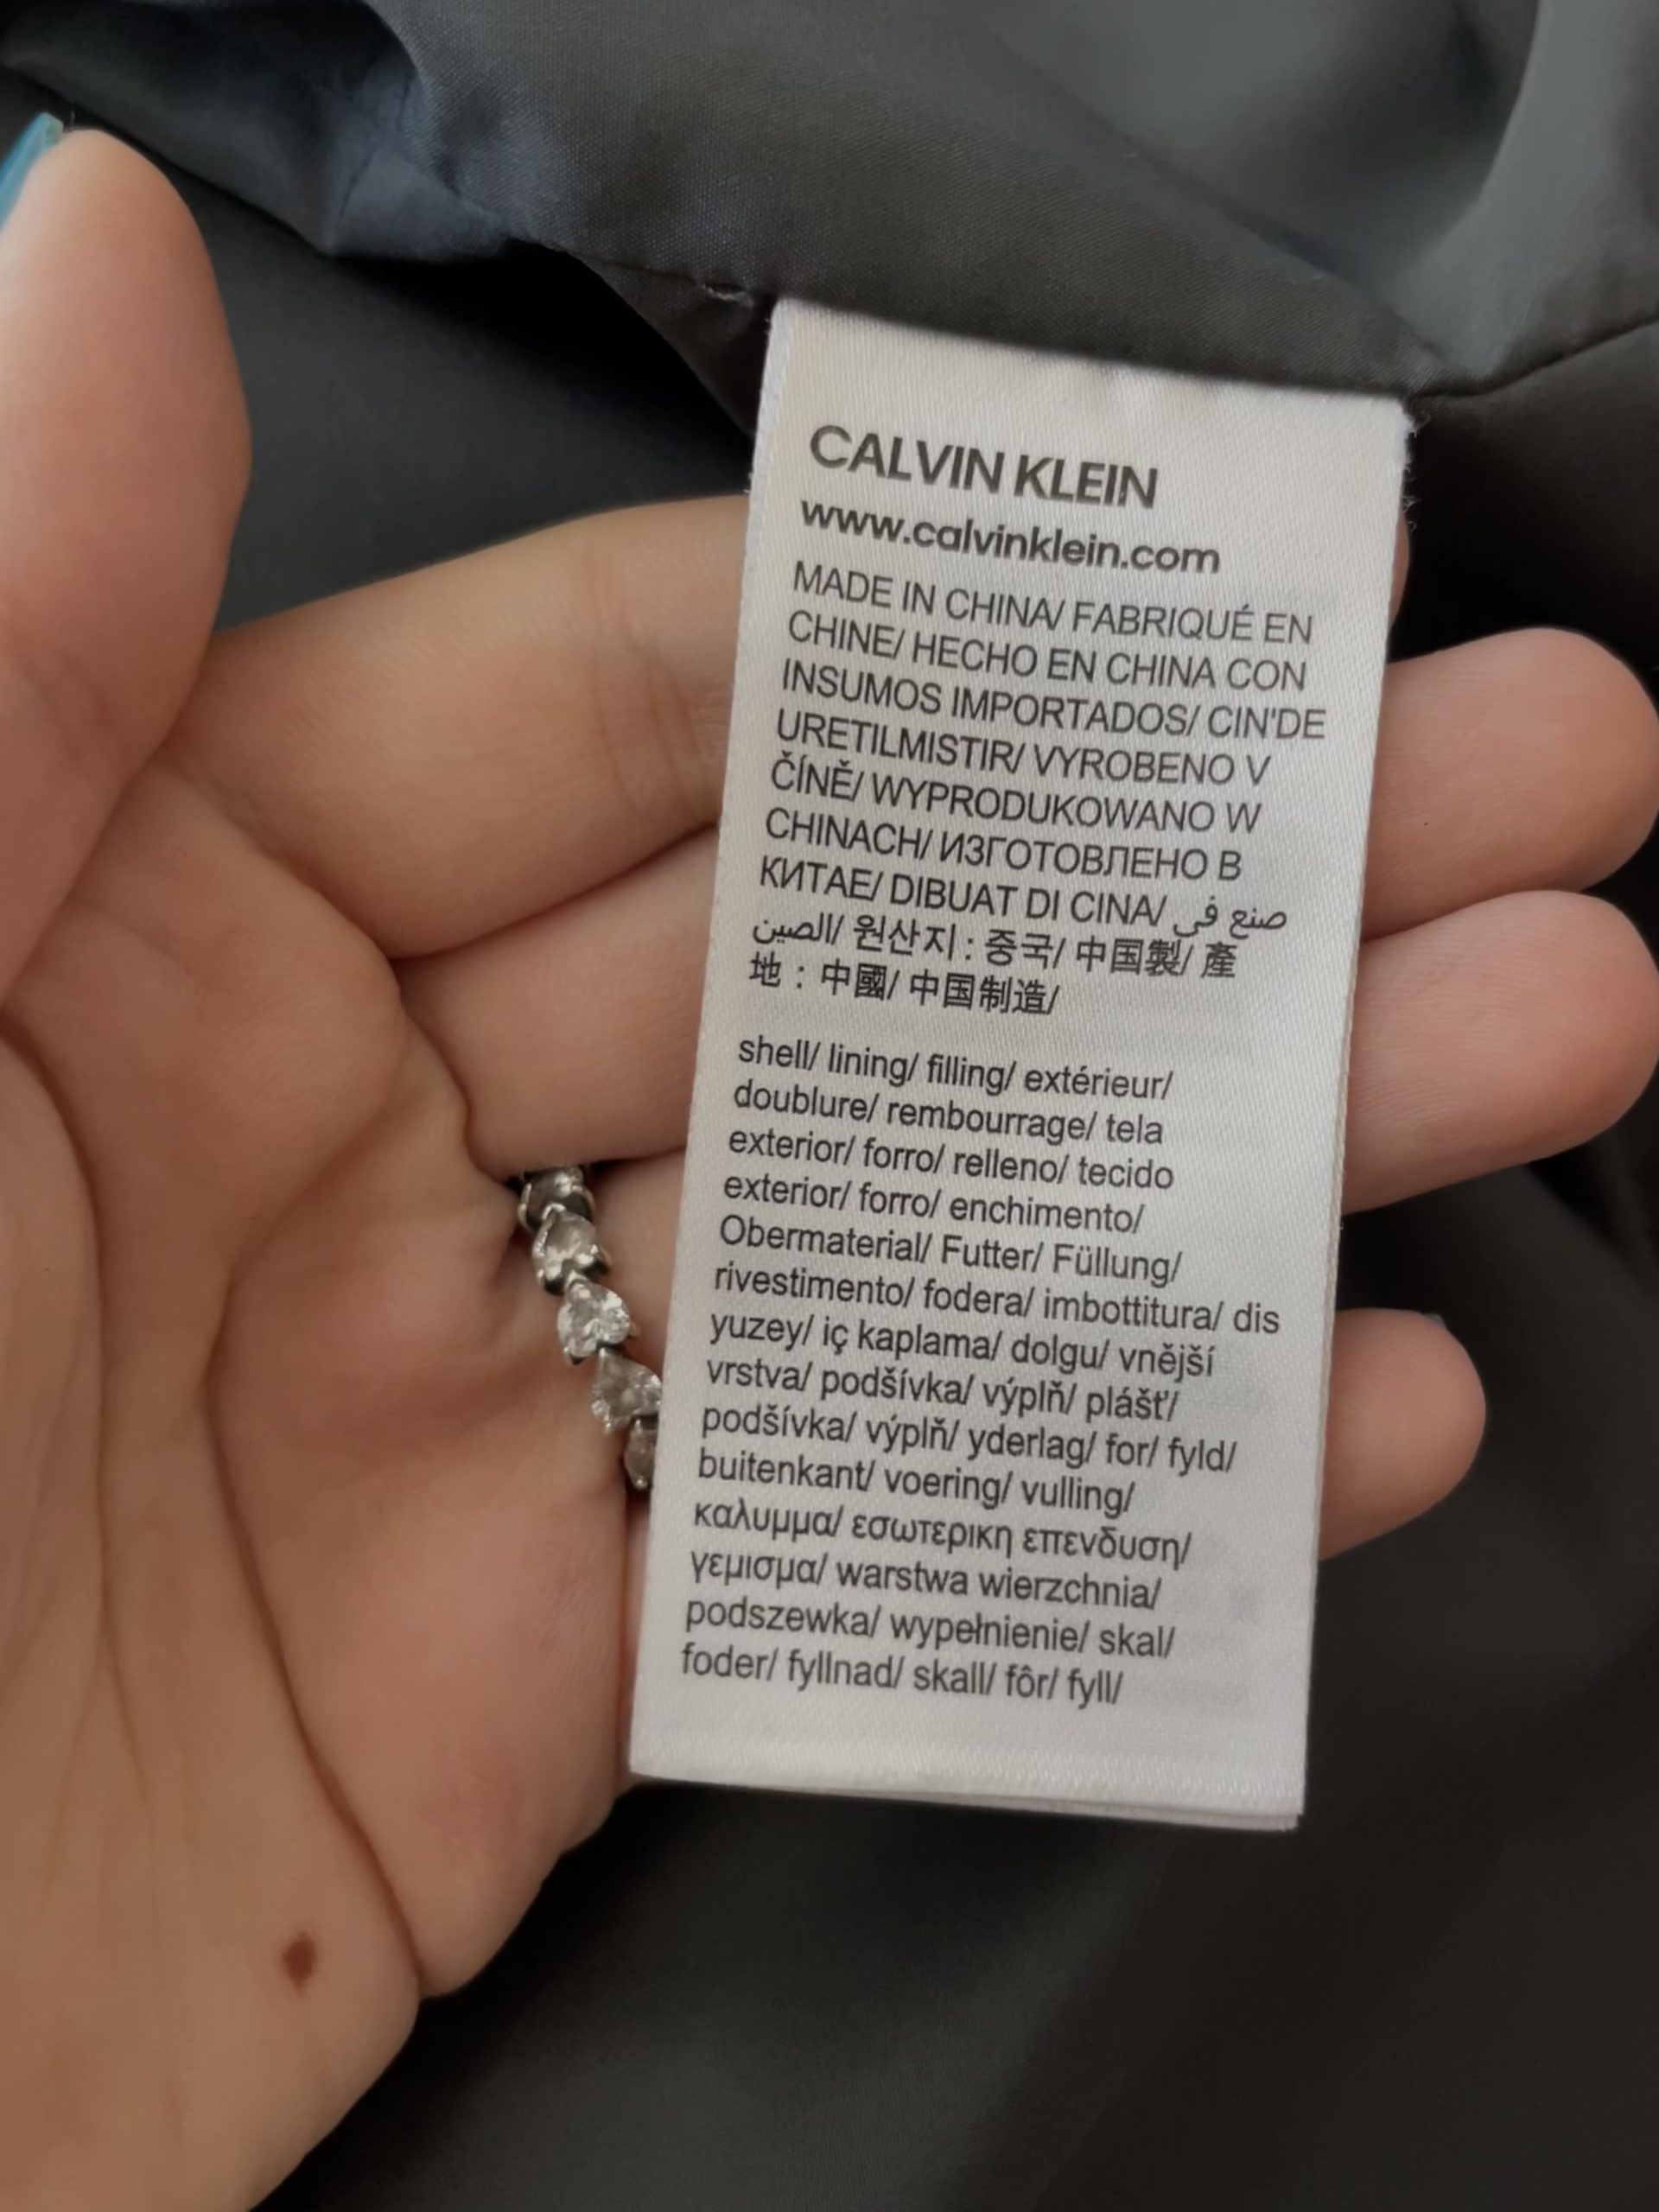 CALVIN KLEIN
www.calvinklein.com
MADE IN CHINA/ FABRIQUÉ EN
CHINE/ HECHO EN CHINA CON
INSUMOS IMPORTADOS/ CIN'DE
URETILMISTIR/ VYROBENO V
ČÍNĚ/ WYPRODUKOWANO W
CHINACH/ ИЗГОТОВЛЕНО В
КИТАЕ/ DIBUAT DI CINA/ صنع في
الصين/ 원산지 : 중국/ 中国製/ 產
地：中國/ 中国制造/
shell/ lining/ filling/ extérieur/
doublure/ rembourrage/ tela
exterior/ forro/ relleno/ tecido
exterior/ forro/ enchimento/
Obermaterial/ Futter/ Füllung/
rivestimento/ fodera/ imbottitura/ dis
yuzey/ iç kaplama/ dolgu/ vnější
vrstva/ podšívka/ výplň/ plášť/
podšívka/ výplň/ yderlag/ for/ fyld/
buitenkant/ voering/ vulling/
καλυμμα/ εσωτερικη επενδυση/
γεμισμα/ warstwa wierzchnia/
podszewka/ wypełnienie/ skal/
foder/ fyllnad/ skall/ fôr/ fyll/